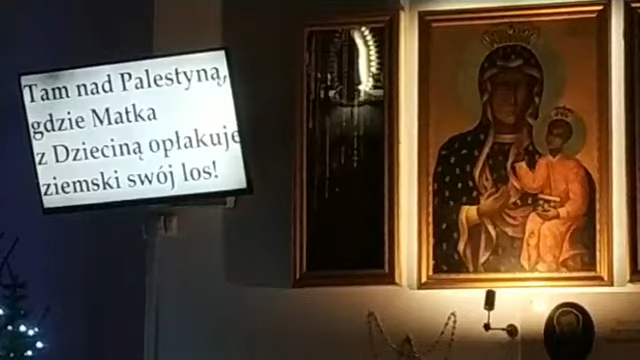 Tam nad Palestyną,
gdzie Matka
z Dzieciną opłakuje
ziemski swój los!